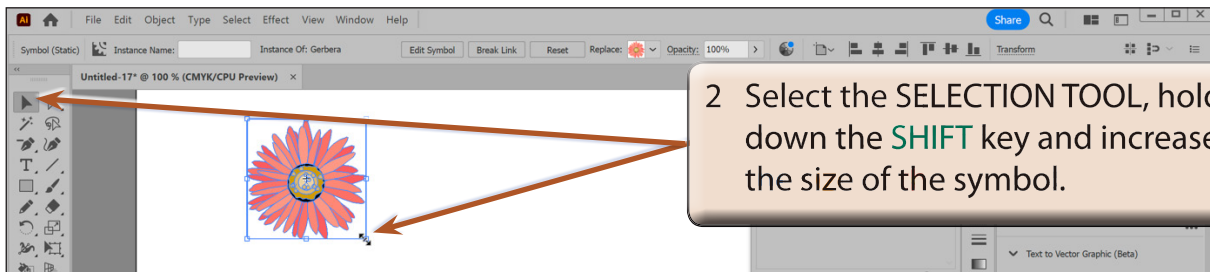 Ai File Edit Object Type Select Effect View Window Help Share
Symbol (Static) Instance Name: Instance Of: Gerbera Edit Symbol Break Link Reset Replace: Opacity: 100% Transform
Untitled-17* @ 100 % (CMYK/CPU Preview) ×
2 Select the SELECTION TOOL, hold
down the SHIFT key and increase
the size of the symbol.
Text to Vector Graphic (Beta)